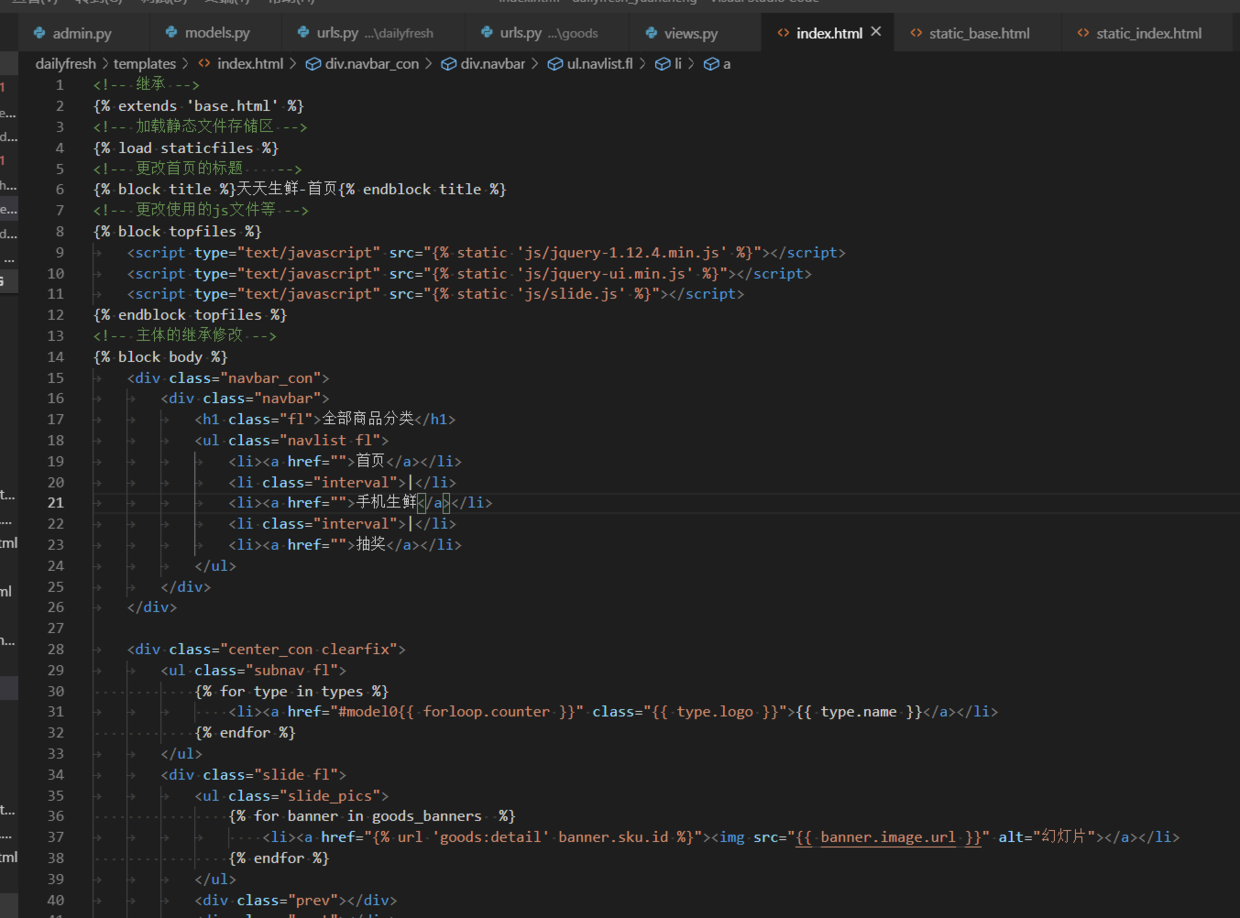 index.html - dailyfresh_yuancheng - Visual Studio Code
admin.py models.py urls.py ...\dailyfresh urls.py ...\goods views.py index.html × static_base.html static_index.html
dailyfresh > templates > index.html > div.navbar_con > div.navbar > ul.navlist.fl > li > a
1 <!-- 继承 -->
2 {% extends 'base.html' %}
3 <!-- 加载静态文件存储区 -->
4 {% load staticfiles %}
5 <!-- 更改首页的标题    -->
6 {% block title %}天天生鲜-首页{% endblock title %}
7 <!-- 更改使用的js文件等 -->
8 {% block topfiles %}
9 <script type="text/javascript" src="{% static 'js/jquery-1.12.4.min.js' %}"></script>
10 <script type="text/javascript" src="{% static 'js/jquery-ui.min.js' %}"></script>
11 <script type="text/javascript" src="{% static 'js/slide.js' %}"></script>
12 {% endblock topfiles %}
13 <!-- 主体的继承修改 -->
14 {% block body %}
15 <div class="navbar_con">
16 <div class="navbar">
17 <h1 class="fl">全部商品分类</h1>
18 <ul class="navlist fl">
19 <li><a href="">首页</a></li>
20 <li class="interval">|</li>
21 <li><a href="">手机生鲜</a></li>
22 <li class="interval">|</li>
23 <li><a href="">抽奖</a></li>
24 </ul>
25 </div>
26 </div>
27
28 <div class="center_con clearfix">
29 <ul class="subnav fl">
30 {% for type in types %}
31 <li><a href="#model0{{ forloop.counter }}" class="{{ type.logo }}">{{ type.name }}</a></li>
32 {% endfor %}
33 </ul>
34 <div class="slide fl">
35 <ul class="slide_pics">
36 {% for banner in goods_banners  %}
37 <li><a href="{% url 'goods:detail' banner.sku.id %}"><img src="{{ banner.image.url }}" alt="幻灯片"></a></li>
38 {% endfor %}
39 </ul>
40 <div class="prev"></div>